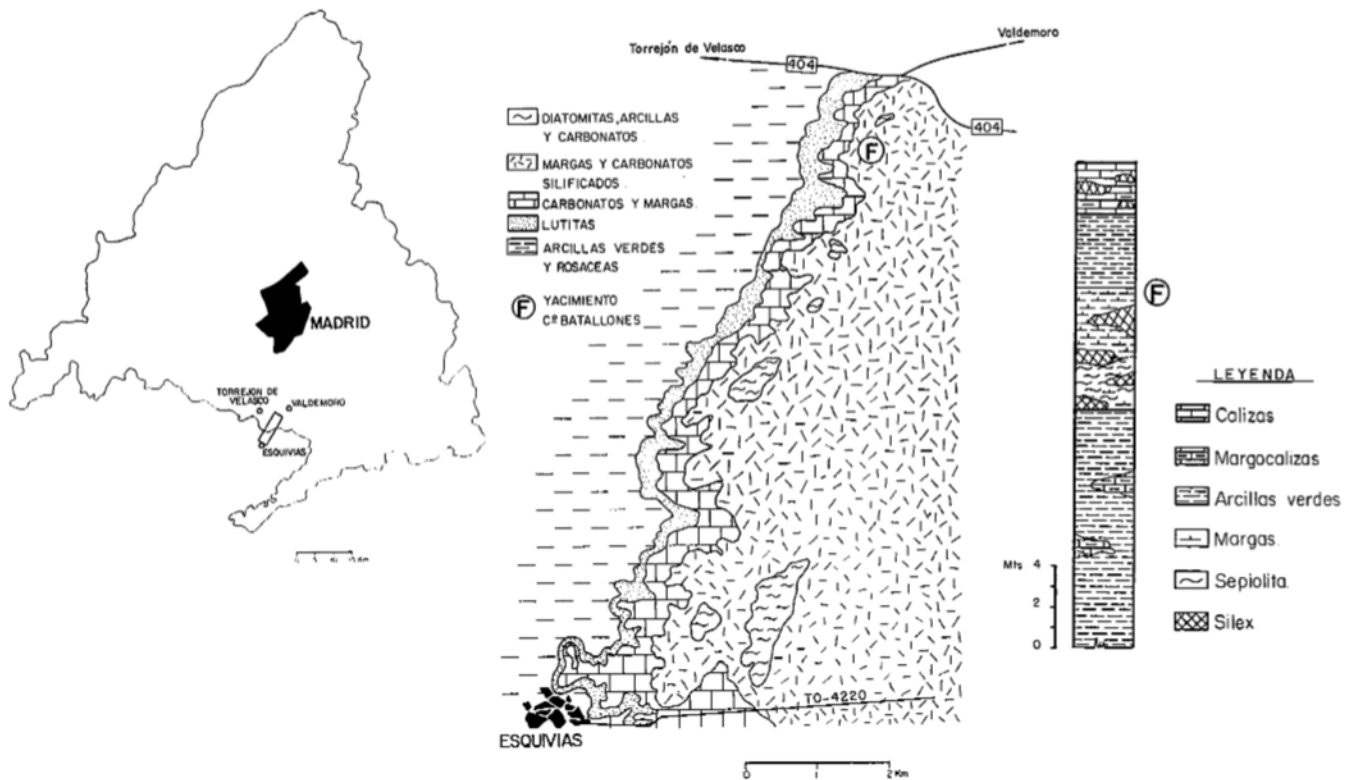 MADRID
TORREJON DE
VELASCO
VALDEMORO
ESQUIVIAS
Torrejón de Velasco
404
Valdemoro
404
DIATOMITAS, ARCILLAS
Y CARBONATOS.
MARGAS Y CARBONATOS
SILIFICADOS.
CARBONATOS Y MARGAS.
LUTITAS
ARCILLAS VERDES
Y ROSACEAS
F YACIMIENTO
Cº BATALLONES
F
TO-4220
ESQUIVIAS
0 1 2 Km
F
Mts 4
2
0
LEYENDA
Calizas
Margocalizas
Arcillas verdes
Margas.
Sepiolita.
Silex